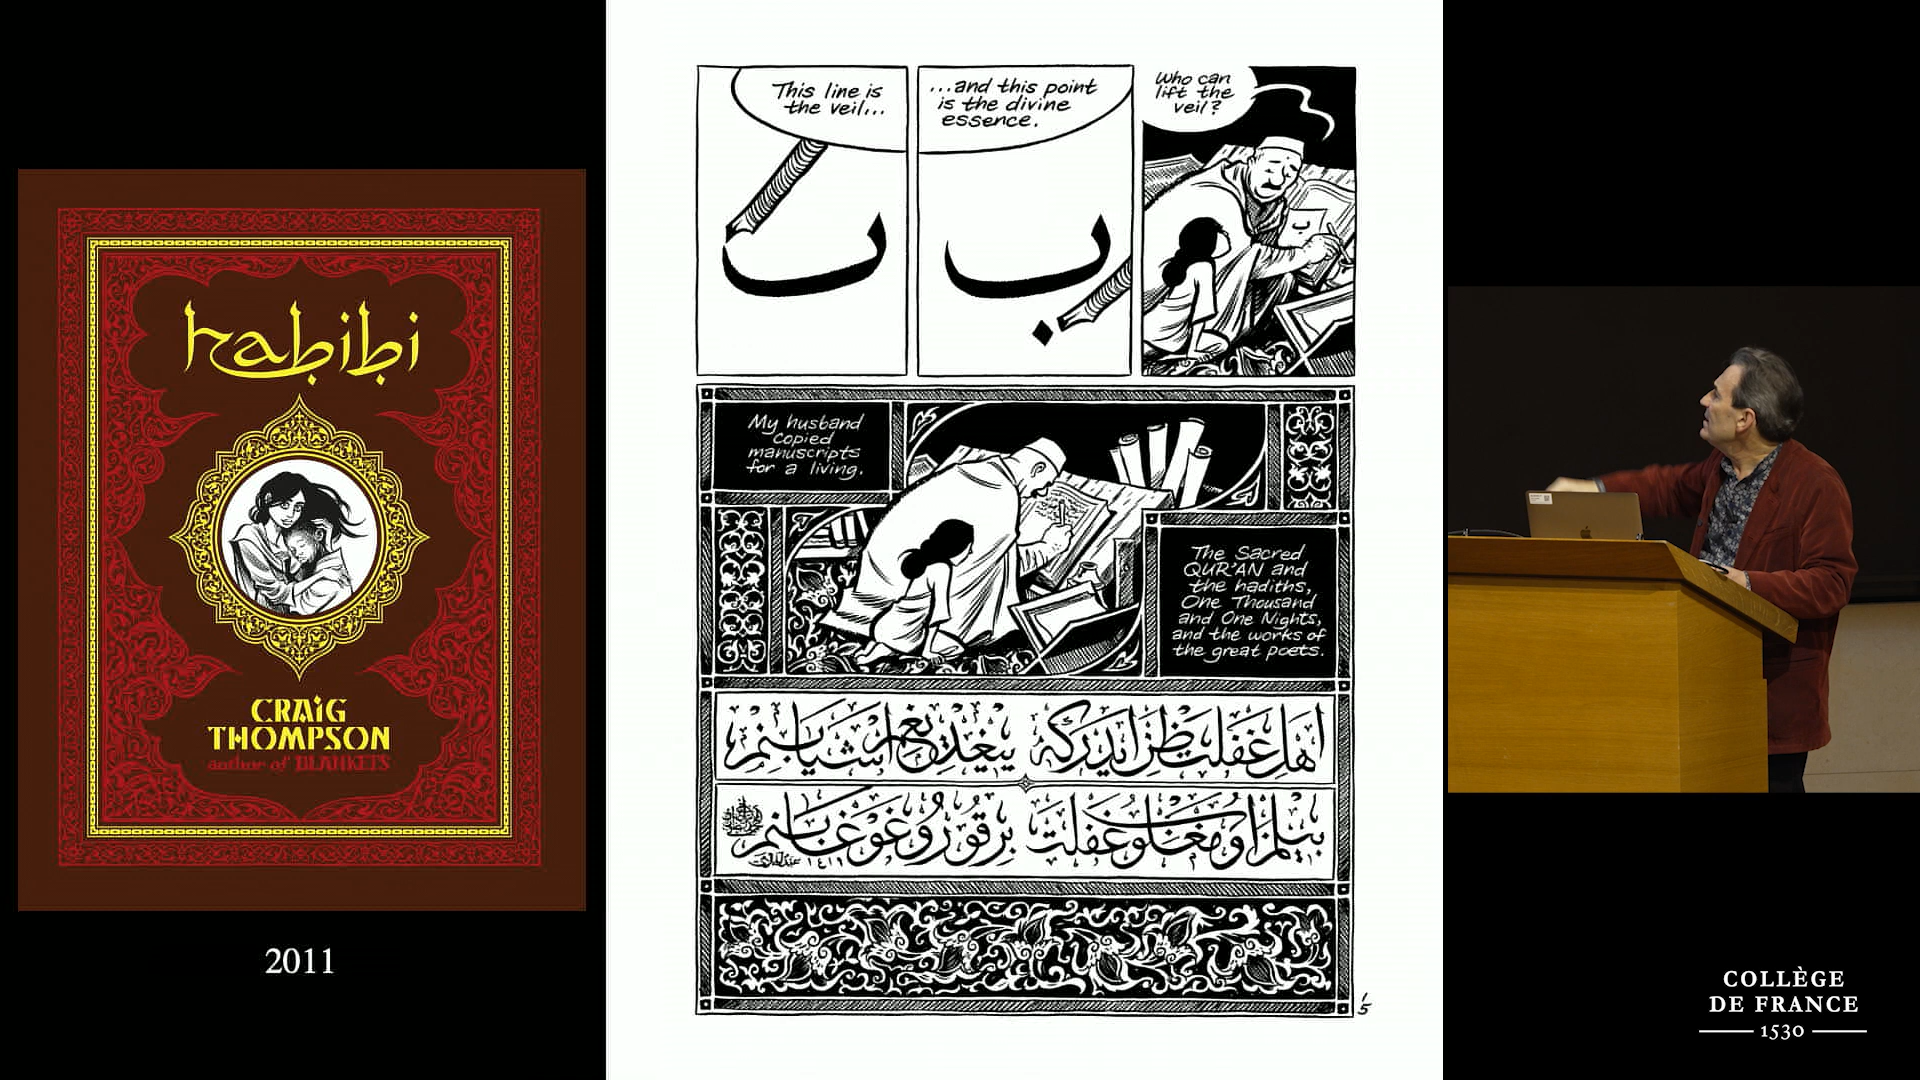 habibi
CRAIG
THOMPSON
author of BLANKETS
2011
This line is
the veil...
...and this point
is the divine
essence.
Who can
lift the
veil?
ٮ
ب
ب
My husband
copied
manuscripts
for a living.
The Sacred
QUR'AN and
the hadiths,
One Thousand
and One Nights,
and the works of
the great poets.
1
5
COLLÈGE
DE FRANCE
1530